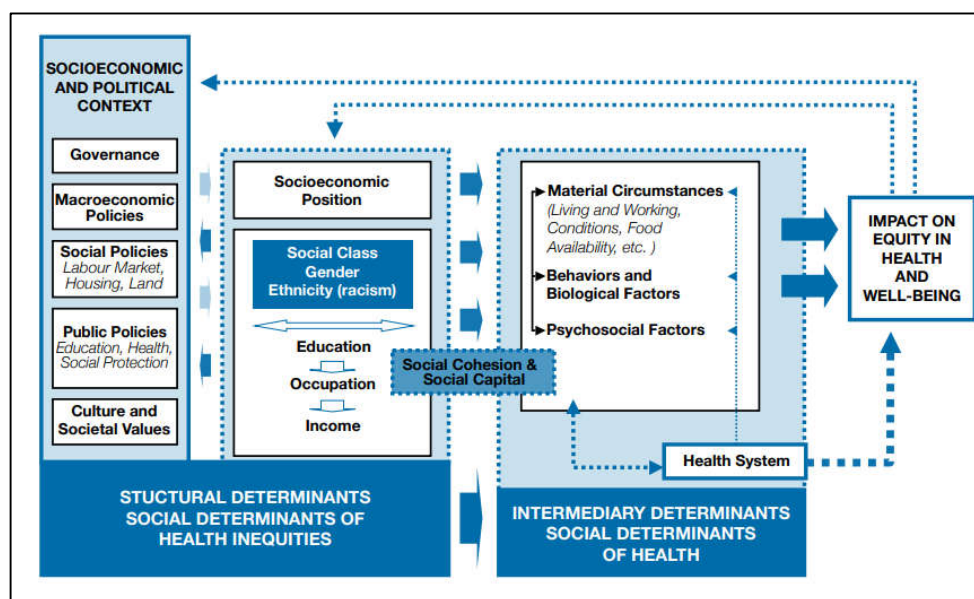 SOCIOECONOMIC
AND POLITICAL
CONTEXT
Governance
Macroeconomic
Policies
Social Policies
Labour Market,
Housing, Land
Public Policies
Education, Health,
Social Protection
Culture and
Societal Values
Socioeconomic
Position
Social Class
Gender
Ethnicity (racism)
Education
Occupation
Income
Social Cohesion &
Social Capital
Material Circumstances
(Living and Working,
Conditions, Food
Availability, etc. )
Behaviors and
Biological Factors
Psychosocial Factors
Health System
IMPACT ON
EQUITY IN
HEALTH
AND
WELL-BEING
STUCTURAL DETERMINANTS
SOCIAL DETERMINANTS OF
HEALTH INEQUITIES
INTERMEDIARY DETERMINANTS
SOCIAL DETERMINANTS
OF HEALTH